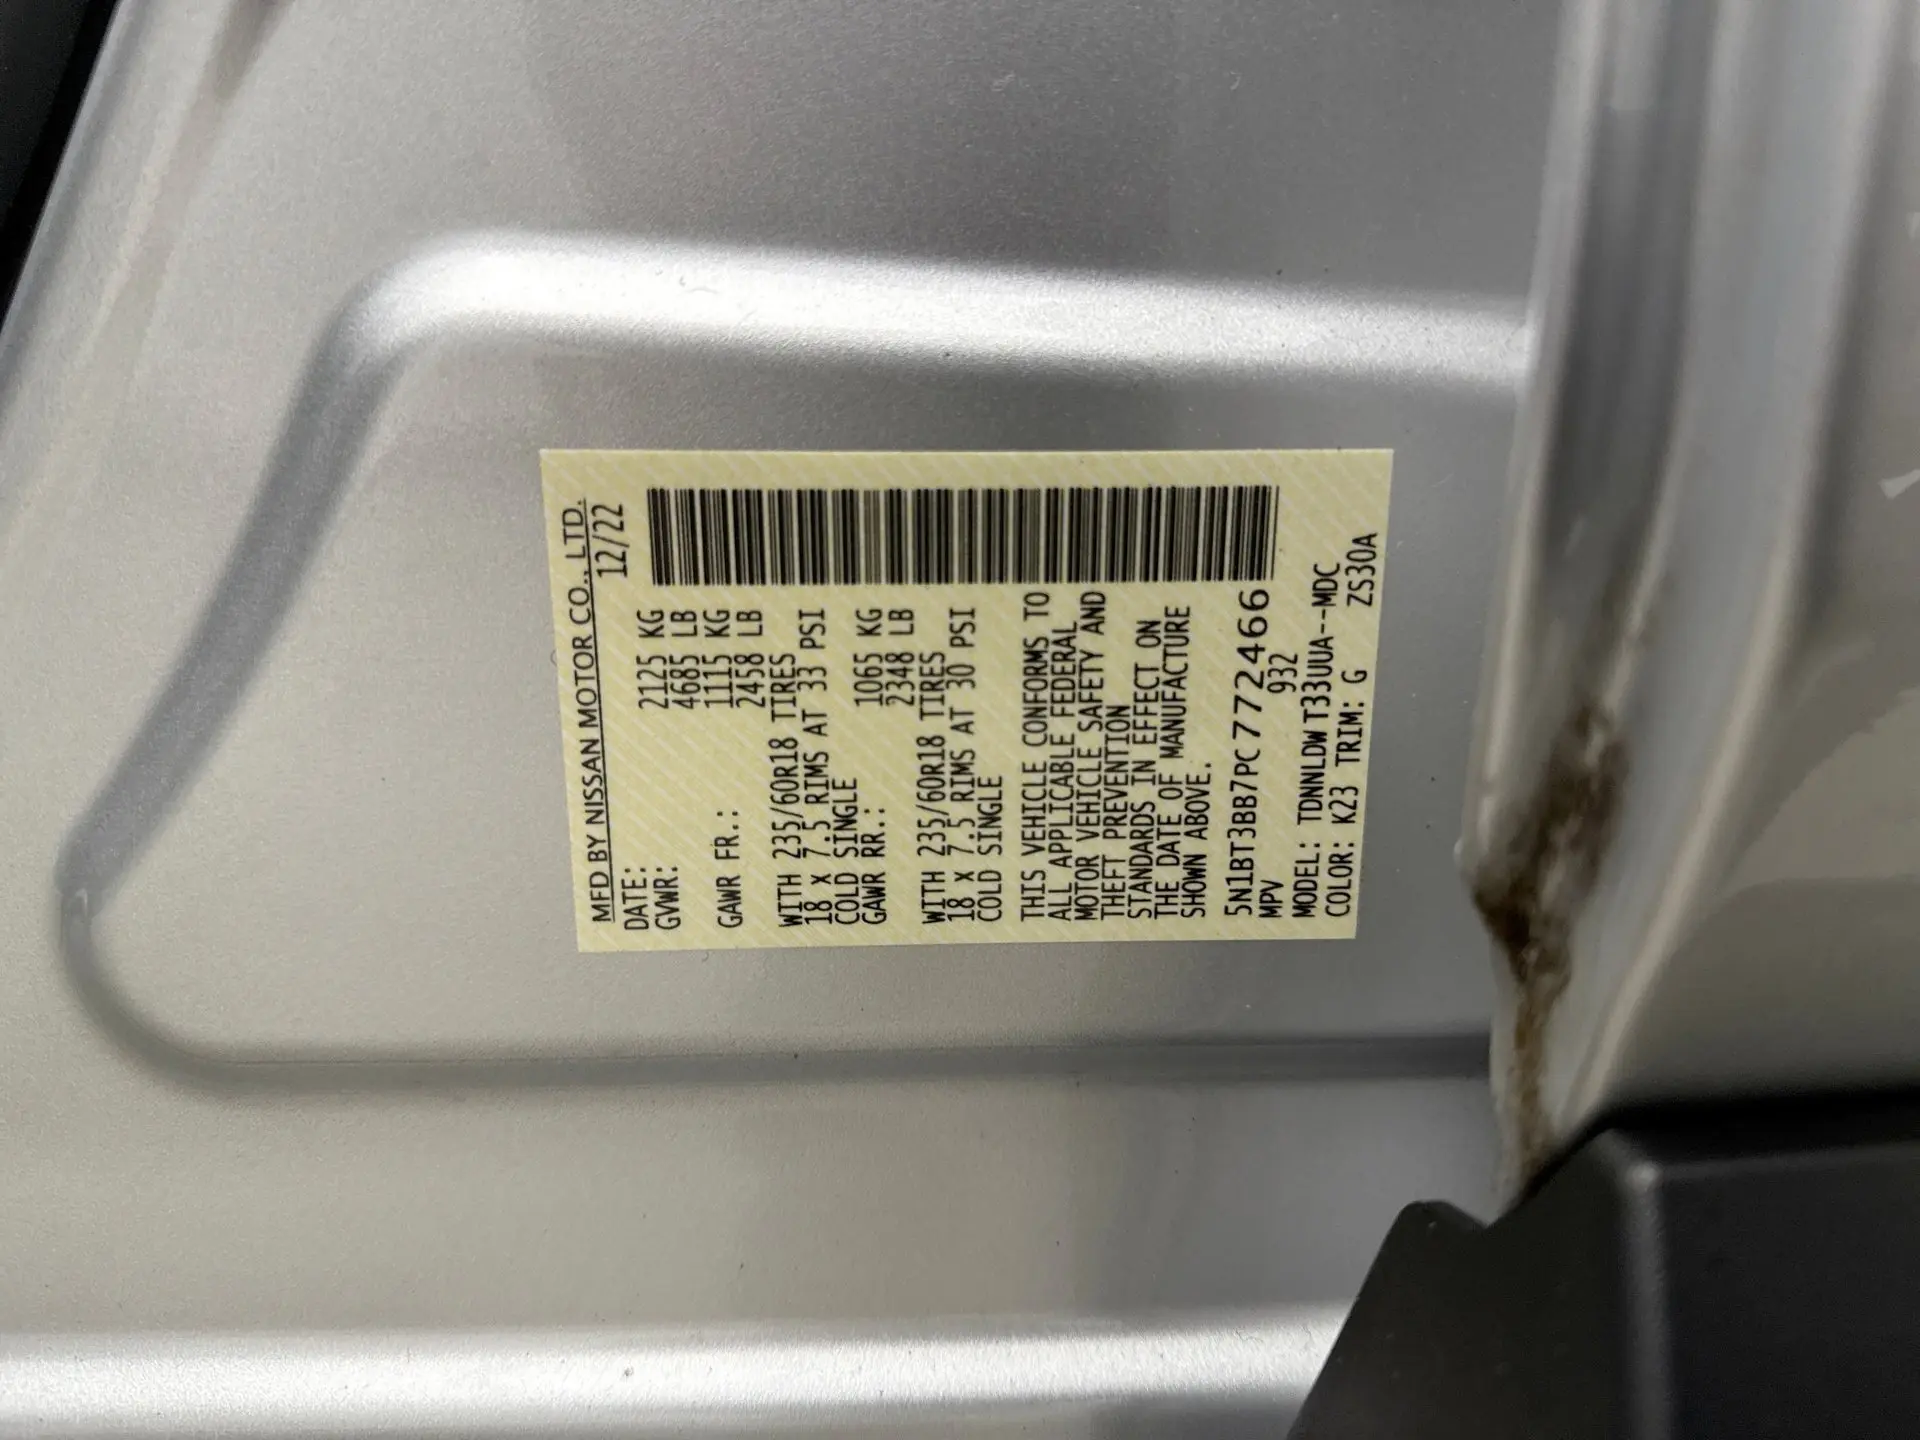 MFD BY NISSAN MOTOR CO., LTD.
DATE: 12/22
GVWR: 2125 KG
4685 LB
GAWR FR.: 1115 KG
2458 LB
WITH 235/60R18 TIRES
18 x 7.5 RIMS AT 33 PSI
COLD SINGLE
GAWR RR.: 1065 KG
2348 LB
WITH 235/60R18 TIRES
18 x 7.5 RIMS AT 30 PSI
COLD SINGLE
THIS VEHICLE CONFORMS TO
ALL APPLICABLE FEDERAL
MOTOR VEHICLE SAFETY AND
THEFT PREVENTION
STANDARDS IN EFFECT ON
THE DATE OF MANUFACTURE
SHOWN ABOVE.
5N1BT3BB7PC772466
MPV 932
MODEL: TDNNLDW T33UUA--MDC
COLOR: K23 TRIM: G ZS30A